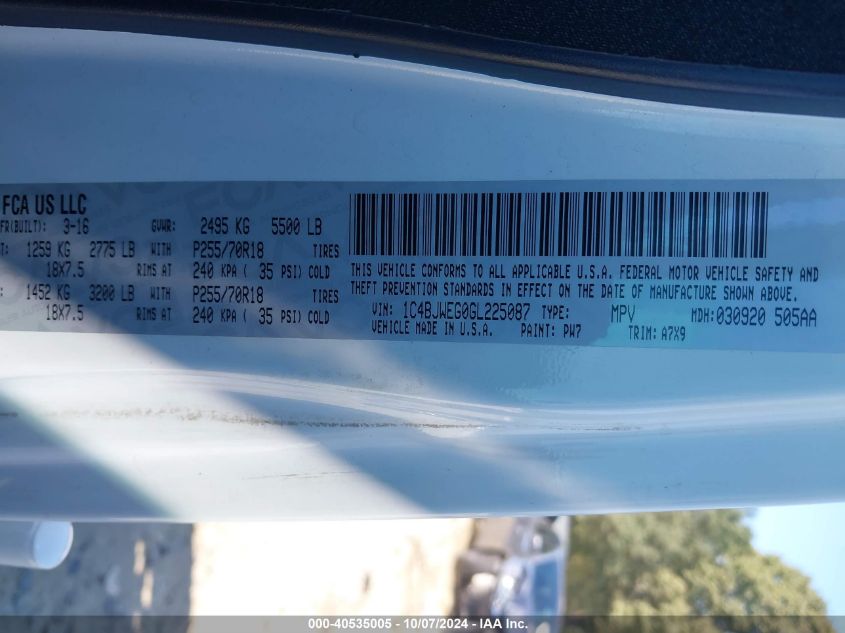 FCA US LLC
FR(BUILT): 3-16 GVWR: 2495 KG 5500 LB
T: 1259 KG 2775 LB WITH P255/70R18 TIRES
18X7.5 RIMS AT 240 KPA ( 35 PSI) COLD
: 1452 KG 3200 LB WITH P255/70R18 TIRES
18X7.5 RIMS AT 240 KPA ( 35 PSI) COLD
THIS VEHICLE CONFORMS TO ALL APPLICABLE U.S.A. FEDERAL MOTOR VEHICLE SAFETY AND
THEFT PREVENTION STANDARDS IN EFFECT ON THE DATE OF MANUFACTURE SHOWN ABOVE.
VIN: 1C4BJWEG0GL225087 TYPE: MPV MDH:030920 505AA
VEHICLE MADE IN U.S.A. PAINT: PW7 TRIM: A7X9
000-40535005 - 10/07/2024 - IAA Inc.